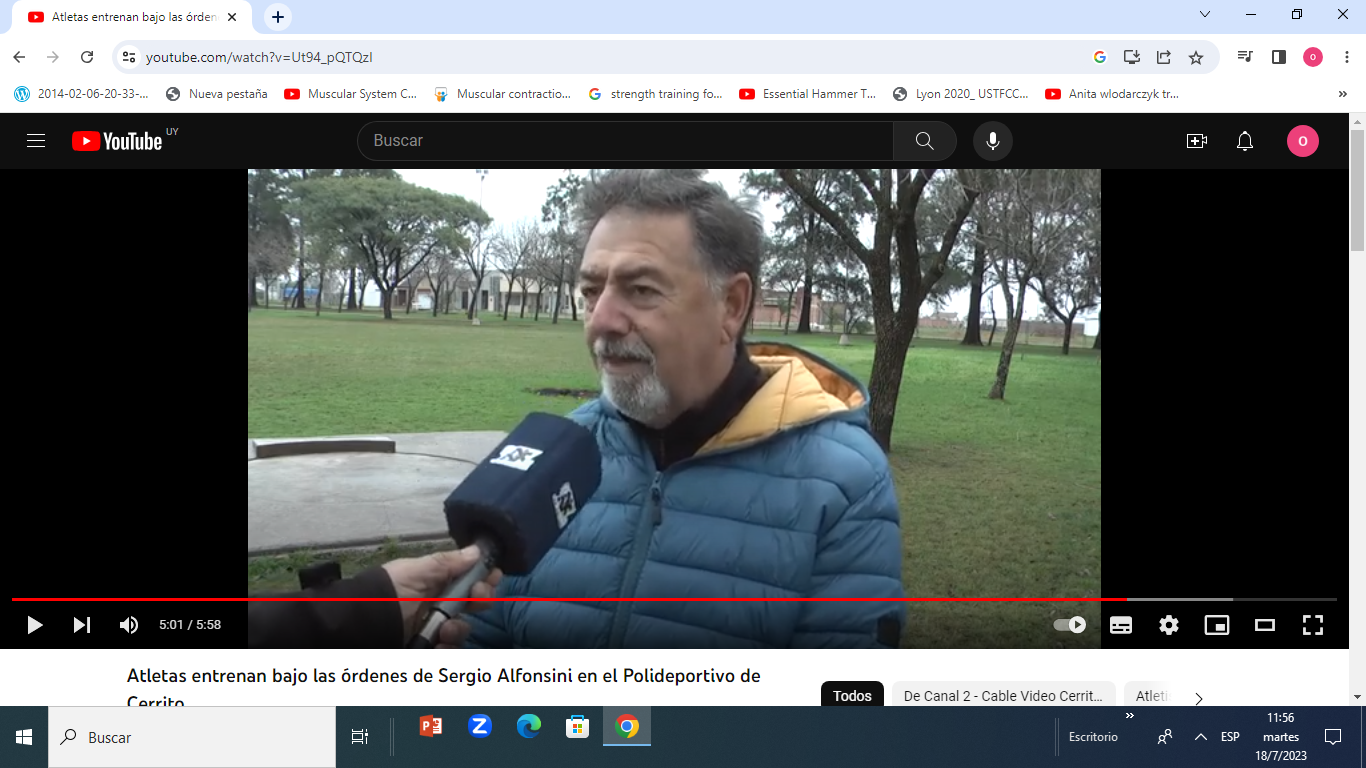 Atletas entrenan bajo las órden
youtube.com/watch?v=Ut94_pQTQzI
o
2014-02-06-20-33-...
Nueva pestaña
Muscular System C...
Muscular contractio...
strength training fo...
Essential Hammer T...
Lyon 2020_ USTFCC...
Anita wlodarczyk tr...
»
YouTube UY
Buscar
o
5:01 / 5:58
Atletas entrenan bajo las órdenes de Sergio Alfonsini en el Polideportivo de
Cerrito
Todos
De Canal 2 - Cable Video Cerrit...
Atleti
Buscar
Escritorio
»
ESP
11:56
martes
18/7/2023